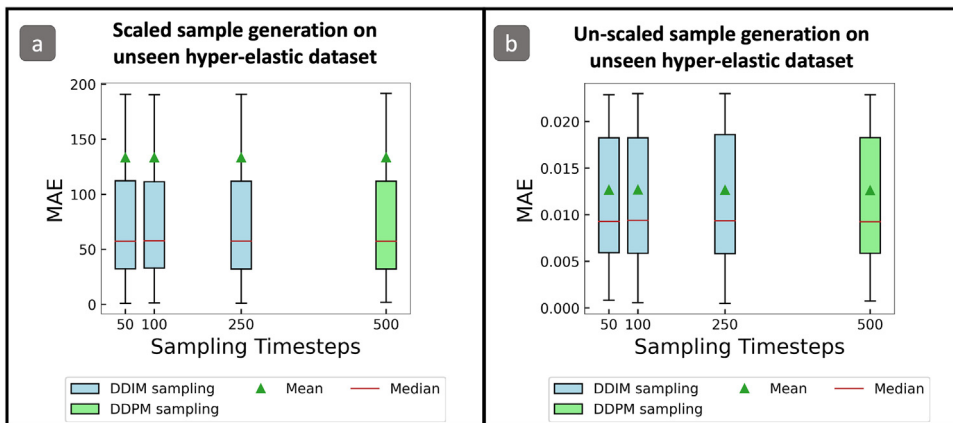 a
Scaled sample generation on
unseen hyper-elastic dataset
200
150
100
50
0
MAE
50 100 250 500
Sampling Timesteps
DDIM sampling Mean Median
DDPM sampling
b
Un-scaled sample generation on
unseen hyper-elastic dataset
0.020
0.015
0.010
0.005
0.000
MAE
50 100 250 500
Sampling Timesteps
DDIM sampling Mean Median
DDPM sampling